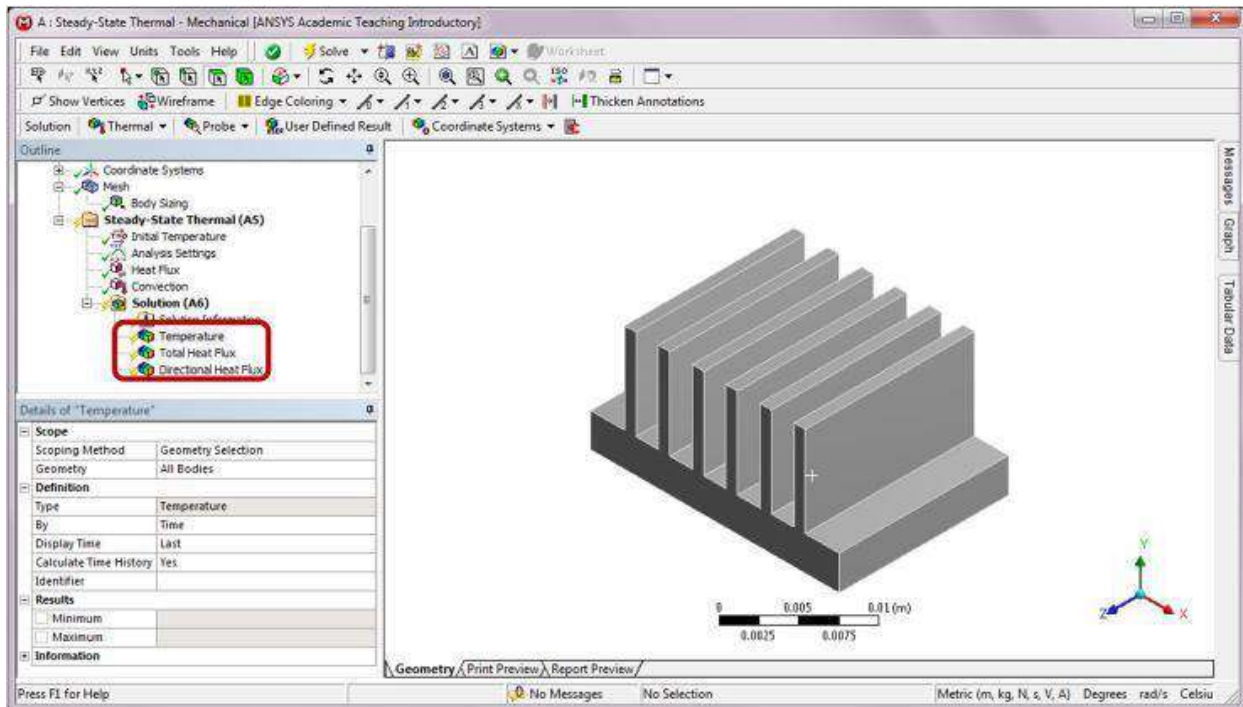 A : Steady-State Thermal - Mechanical [ANSYS Academic Teaching Introductory]
File Edit View Units Tools Help Solve Worksheet
Show Vertices Wireframe Edge Coloring Thicken Annotations
Solution Thermal Probe User Defined Result Coordinate Systems
Outline
Coordinate Systems
Mesh
Body Sizing
Steady-State Thermal (A5)
Initial Temperature
Analysis Settings
Heat Flux
Convection
Solution (A6)
Solution Information
Temperature
Total Heat Flux
Directional Heat Flux
Details of "Temperature"
Scope
Scoping Method Geometry Selection
Geometry All Bodies
Definition
Type Temperature
By Time
Display Time Last
Calculate Time History Yes
Identifier
Results
Minimum
Maximum
Information
Messages
Graph
Tabular Data
Y
Z X
0 0.005 0.01 (m)
0.0025 0.0075
Geometry Print Preview Report Preview
Press F1 for Help No Messages No Selection Metric (m, kg, N, s, V, A) Degrees rad/s Celsiu